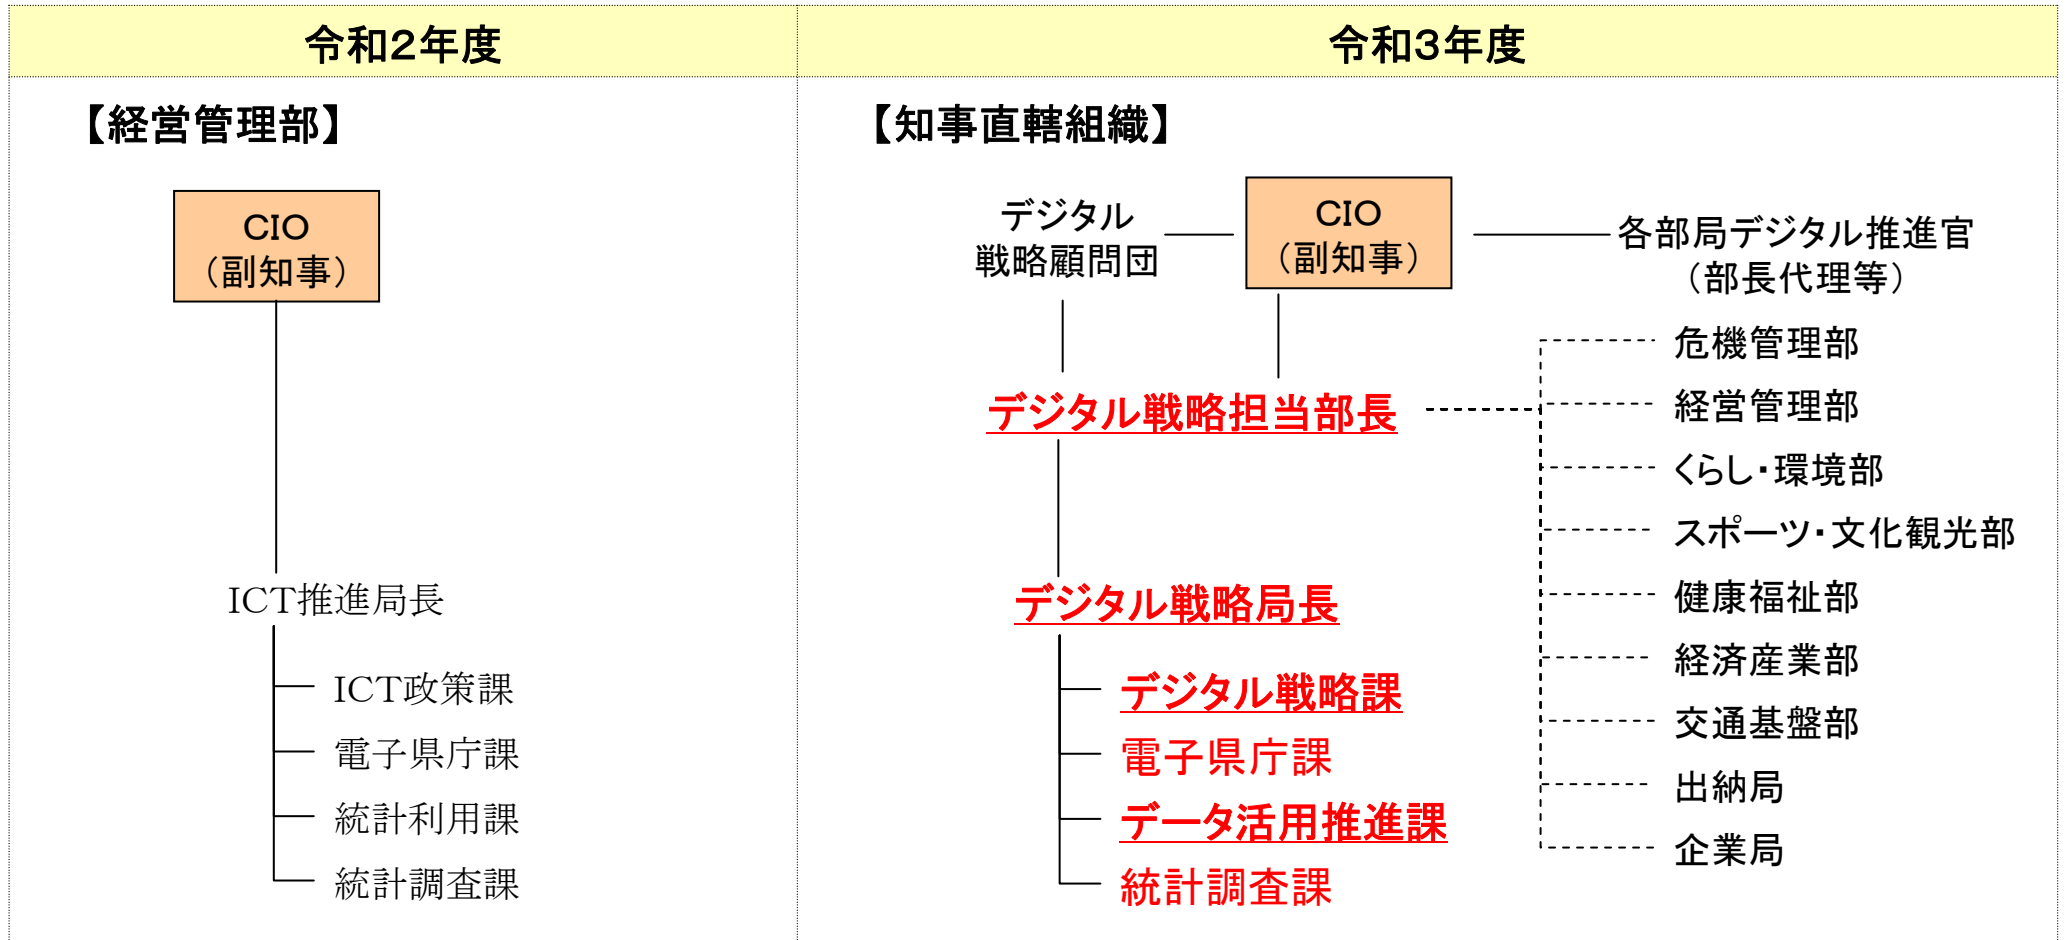 令和2年度
【経営管理部】
CIO
（副知事）
ICT推進局長
ICT政策課
電子県庁課
統計利用課
統計調査課
令和3年度
【知事直轄組織】
デジタル
戦略顧問団
CIO
（副知事）
各部局デジタル推進官
（部長代理等）
デジタル戦略担当部長
デジタル戦略局長
デジタル戦略課
電子県庁課
データ活用推進課
統計調査課
危機管理部
経営管理部
くらし・環境部
スポーツ・文化観光部
健康福祉部
経済産業部
交通基盤部
出納局
企業局